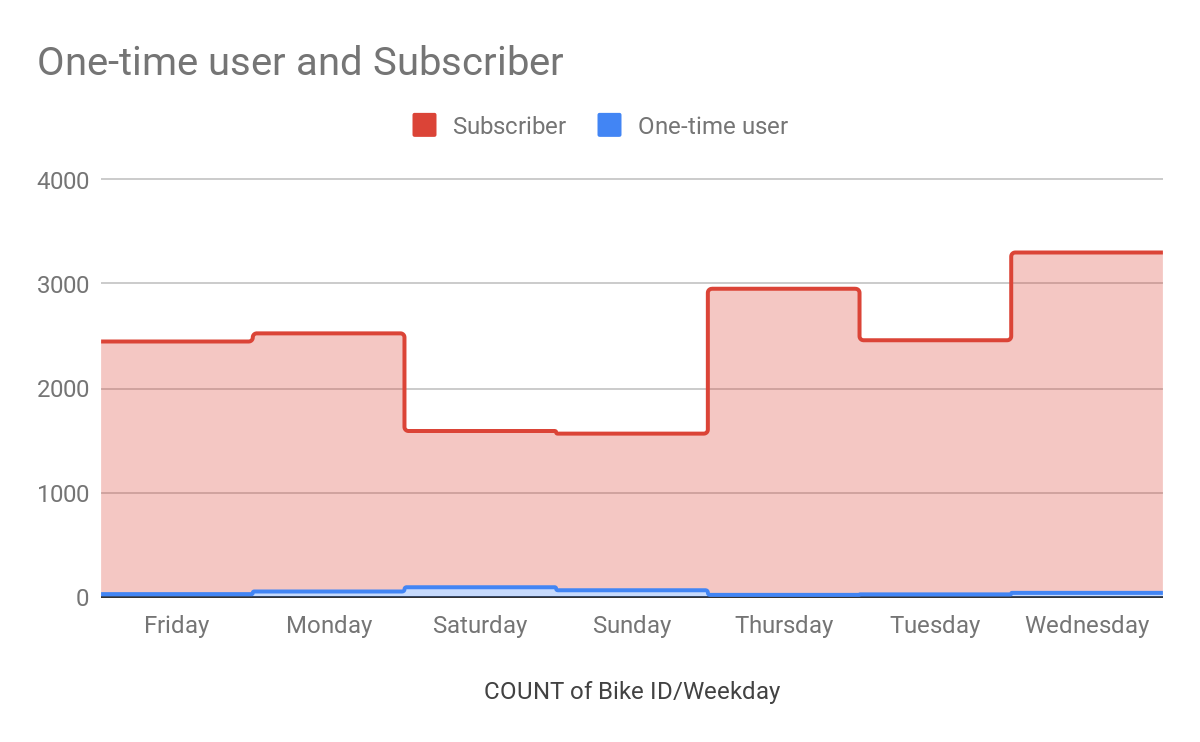 One-time user and Subscriber
Subscriber One-time user
4000
3000
2000
1000
0
Friday Monday Saturday Sunday Thursday Tuesday Wednesday
COUNT of Bike ID/Weekday